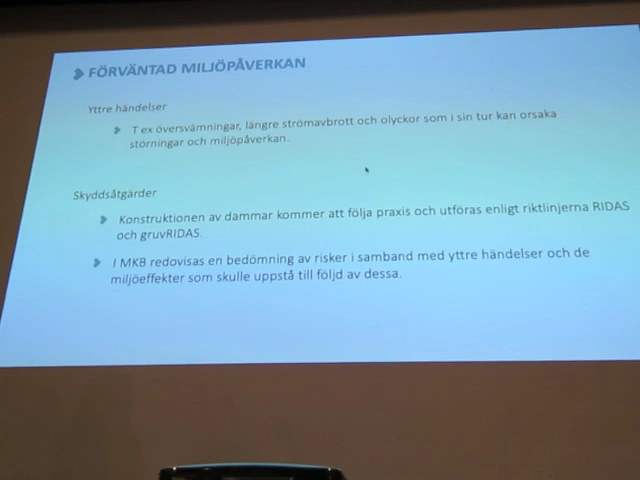 FÖRVÄNTAD MILJÖPÅVERKAN
Yttre händelser
T ex översvämningar, längre strömavbrott och olyckor som i sin tur kan orsaka
störningar och miljöpåverkan.
Skyddsåtgärder
Konstruktionen av dammar kommer att följa praxis och utföras enligt riktlinjerna RIDAS
och gruvRIDAS.
I MKB redovisas en bedömning av risker i samband med yttre händelser och de
miljöeffekter som skulle uppstå till följd av dessa.